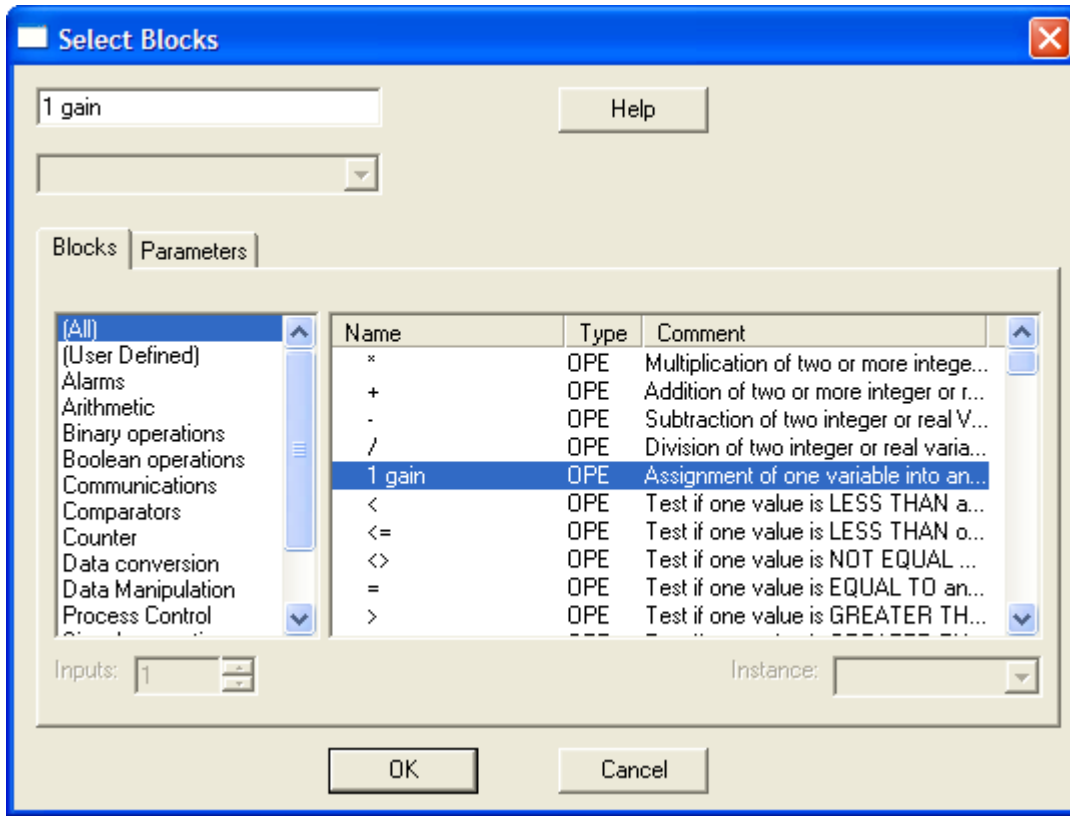 Select Blocks
1 gain
Help
Blocks
Parameters
(All)
(User Defined)
Alarms
Arithmetic
Binary operations
Boolean operations
Communications
Comparators
Counter
Data conversion
Data Manipulation
Process Control
Name Type Comment
* OPE Multiplication of two or more intege...
+ OPE Addition of two or more integer or r...
- OPE Subtraction of two integer or real V...
/ OPE Division of two integer or real varia...
1 gain OPE Assignment of one variable into an...
< OPE Test if one value is LESS THAN a...
<= OPE Test if one value is LESS THAN o...
<> OPE Test if one value is NOT EQUAL ...
= OPE Test if one value is EQUAL TO an...
> OPE Test if one value is GREATER TH...
Inputs: 1
Instance:
OK
Cancel